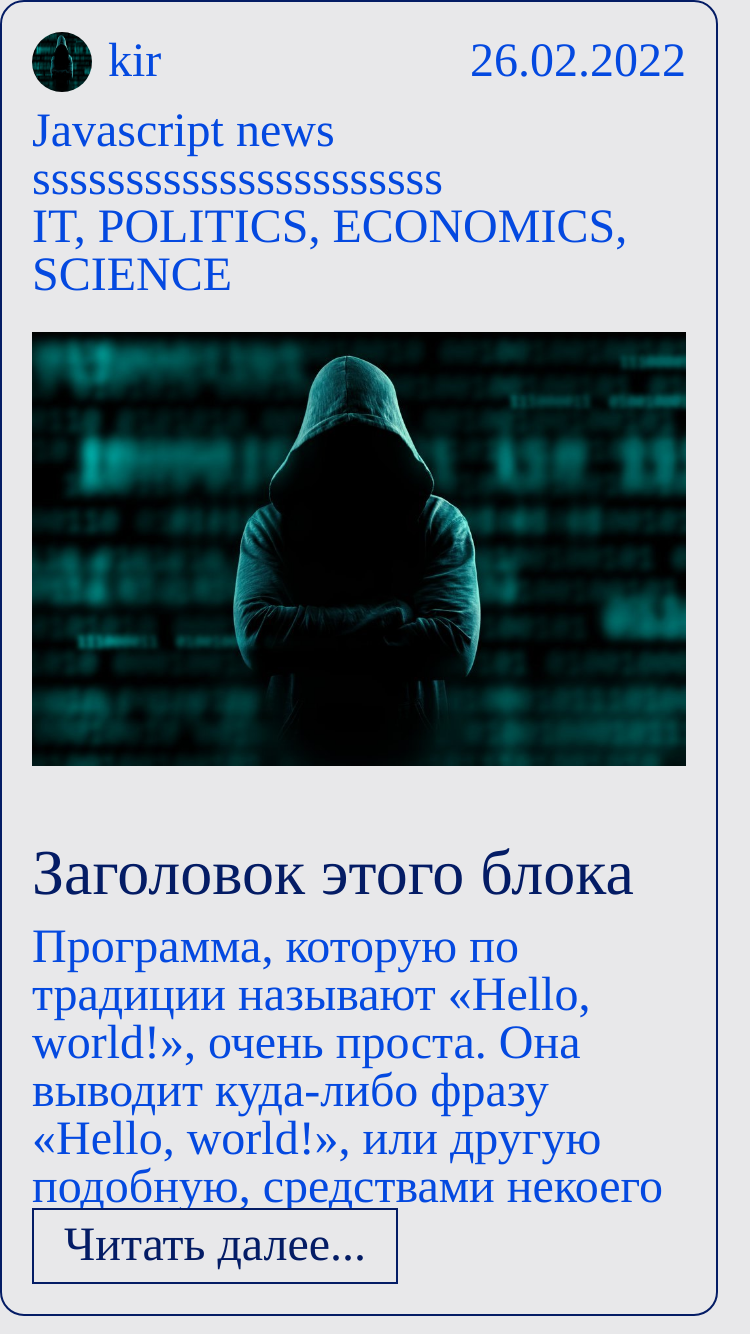 kir 26.02.2022
Javascript news
ssssssssssssssssssssss
IT, POLITICS, ECONOMICS,
SCIENCE
Заголовок этого блока
Программа, которую по
традиции называют «Hello,
world!», очень проста. Она
выводит куда-либо фразу
«Hello, world!», или другую
подобную, средствами некоего
Читать далее...